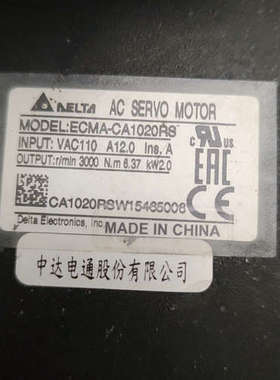 DELTA AC SERVO MOTOR
MODEL:ECMA-CA1020RS
INPUT: VAC110 A12.0 Ins. A
OUTPUT:r/min 3000 N.m 6.37 kW2.0
c RU US
EAC
CE
CA1020RSW15465006
Delta Electronics, Inc.
MADE IN CHINA
中达电通股份有限公司